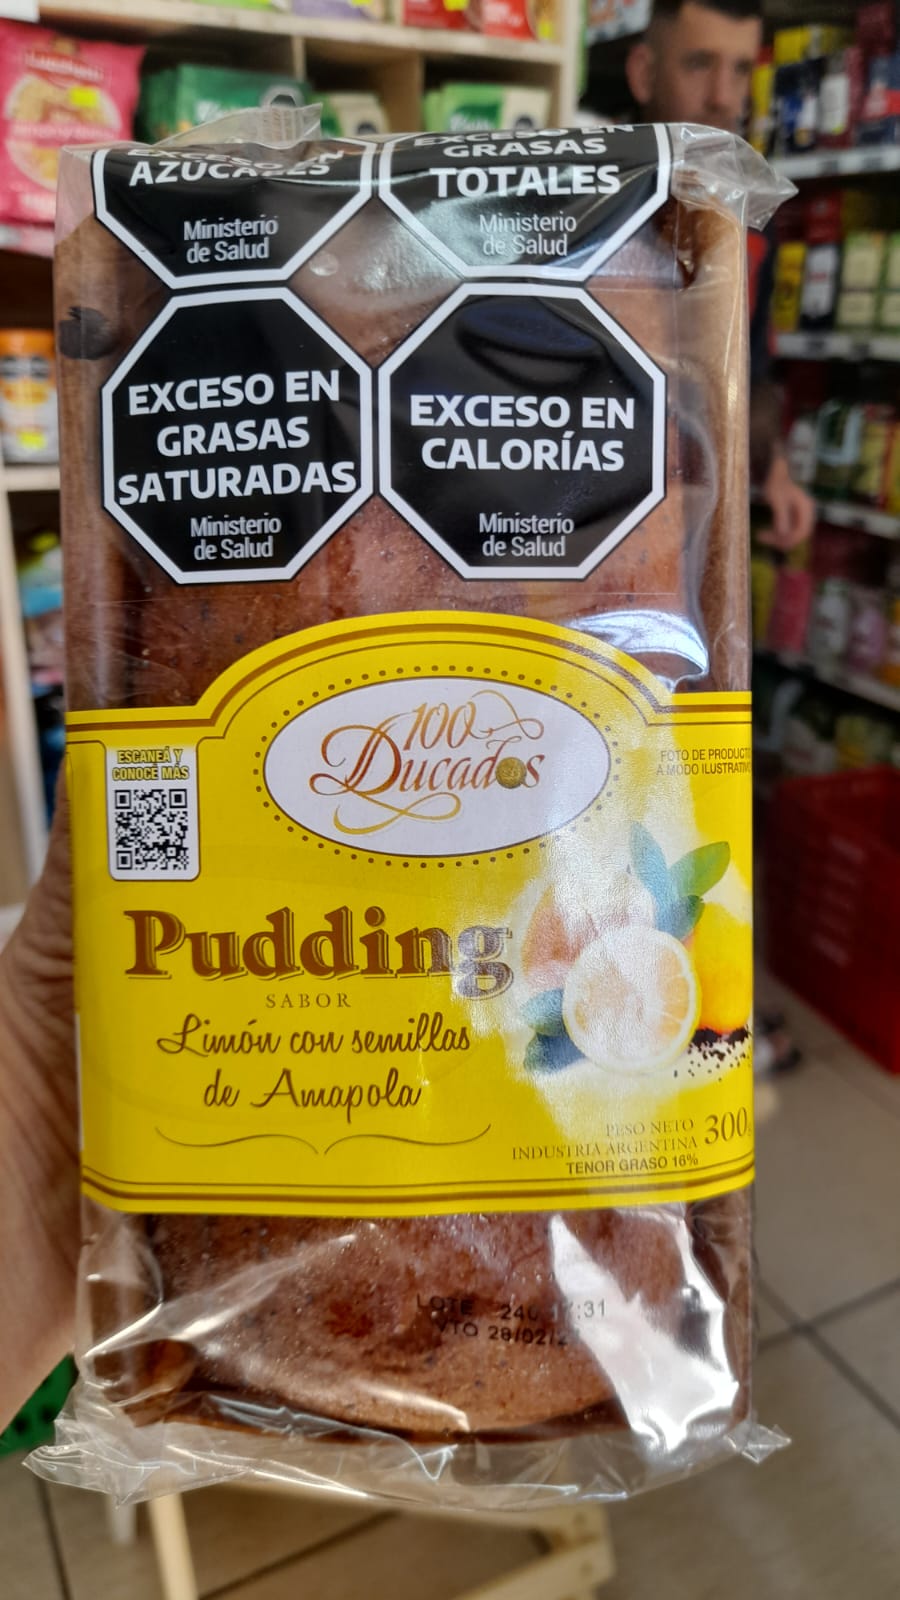 EXCESO EN
AZÚCARES
Ministerio
de Salud
EXCESO EN
GRASAS
TOTALES
Ministerio
de Salud
EXCESO EN
GRASAS
SATURADAS
Ministerio
de Salud
EXCESO EN
CALORÍAS
Ministerio
de Salud
100
Ducados
ESCANEÁ Y
CONOCÉ MÁS
FOTO DE PRODUCTO
A MODO ILUSTRATIVO
Pudding
SABOR
Limón con semillas
de Amapola
PESO NETO
300g
INDUSTRIA ARGENTINA
TENOR GRASO 16%
LOTE
VTO